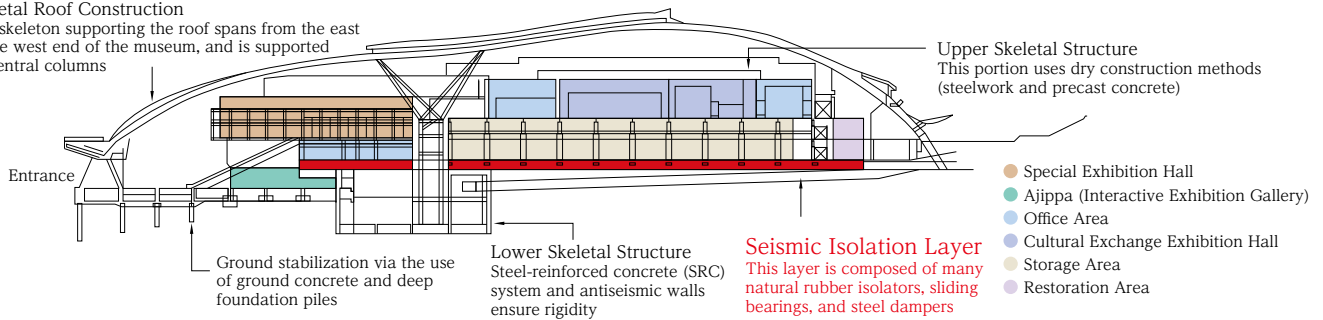 etal Roof Construction
skeleton supporting the roof spans from the east
e west end of the museum, and is supported
entral columns
Upper Skeletal Structure
This portion uses dry construction methods
(steelwork and precast concrete)
Entrance
Special Exhibition Hall
Ajippa (Interactive Exhibition Gallery)
Office Area
Cultural Exchange Exhibition Hall
Storage Area
Restoration Area
Ground stabilization via the use
of ground concrete and deep
foundation piles
Lower Skeletal Structure
Steel-reinforced concrete (SRC)
system and antiseismic walls
ensure rigidity
Seismic Isolation Layer
This layer is composed of many
natural rubber isolators, sliding
bearings, and steel dampers